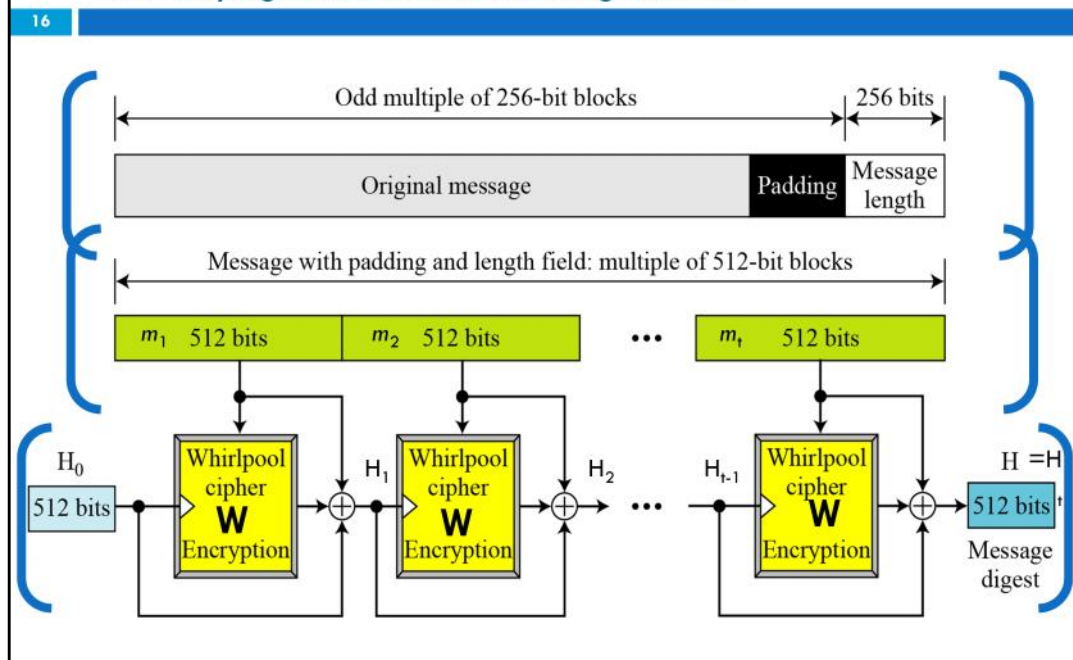 16
Odd multiple of 256-bit blocks 256 bits
Original message Padding Message length
Message with padding and length field: multiple of 512-bit blocks
m1 512 bits m2 512 bits ••• mt 512 bits
H0 512 bits
Whirlpool cipher W Encryption
H1
Whirlpool cipher W Encryption
H2
•••
Ht-1
Whirlpool cipher W Encryption
H =H t
512 bits
Message digest